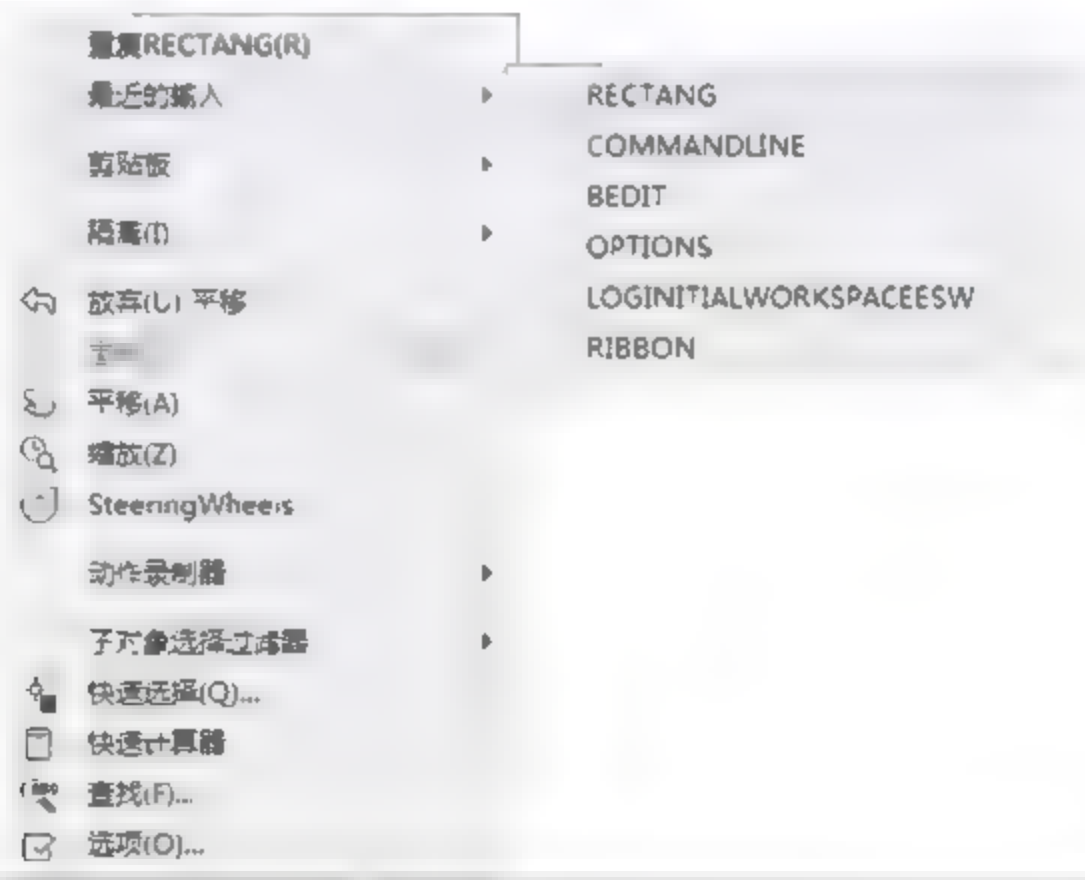 重复RECTANG(R)
最近的输入
剪贴板
隔离(I)
放弃(U) 平移
平移(A)
缩放(Z)
SteeringWheels
动作录制器
子对象选择过滤器
快速选择(Q)...
快速计算器
查找(F)...
选项(O)...
RECTANG
COMMANDLINE
BEDIT
OPTIONS
LOGINITIALWORKSPACEESW
RIBBON